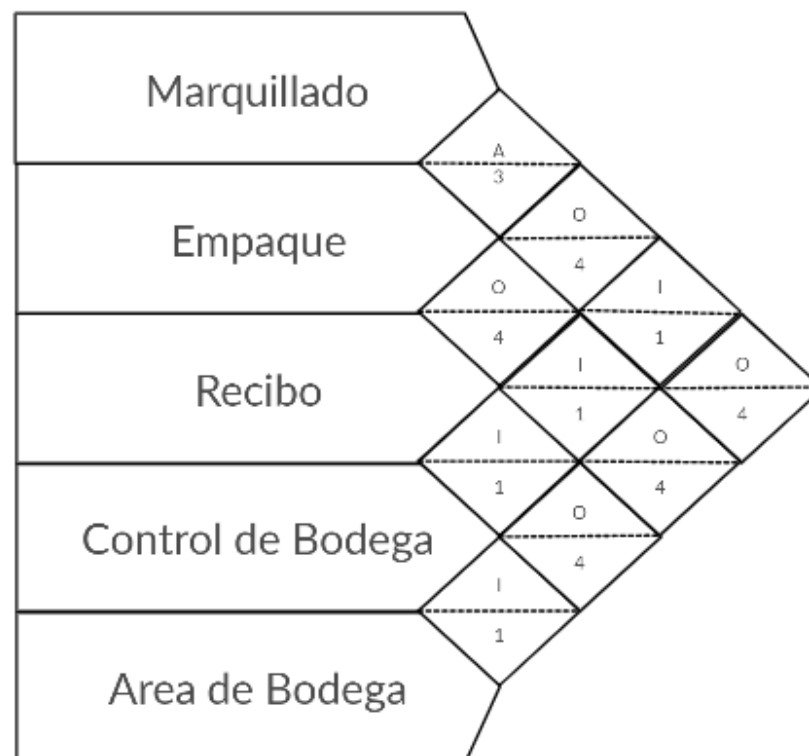 Marquillado
A
3
Empaque
O
4
O
4
I
1
Recibo
I
1
O
4
I
1
O
4
Control de Bodega
O
4
I
1
Area de Bodega